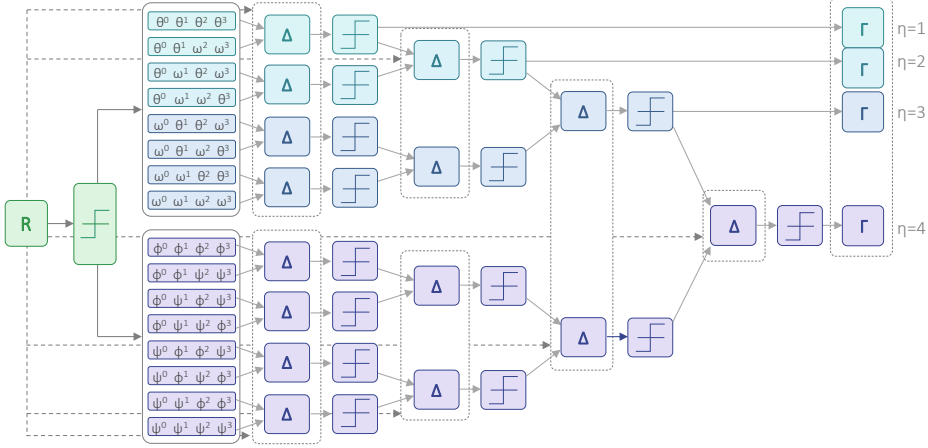 θ⁰ θ¹ θ² θ³
θ⁰ θ¹ ω² ω³
θ⁰ ω¹ θ² ω³
θ⁰ ω¹ ω² θ³
ω⁰ θ¹ θ² ω³
ω⁰ θ¹ ω² θ³
ω⁰ ω¹ θ² θ³
ω⁰ ω¹ ω² ω³
Δ
Δ
Δ
Δ
Δ
Δ
Δ
Γ η=1
Γ η=2
Γ η=3
R
Δ
Γ η=4
ϕ⁰ ϕ¹ ϕ² ϕ³
ϕ⁰ ϕ¹ ψ² ψ³
ϕ⁰ ψ¹ ϕ² ψ³
ϕ⁰ ψ¹ ψ² ϕ³
ψ⁰ ϕ¹ ϕ² ψ³
ψ⁰ ϕ¹ ψ² ϕ³
ψ⁰ ψ¹ ϕ² ϕ³
ψ⁰ ψ¹ ψ² ψ³
Δ
Δ
Δ
Δ
Δ
Δ
Δ